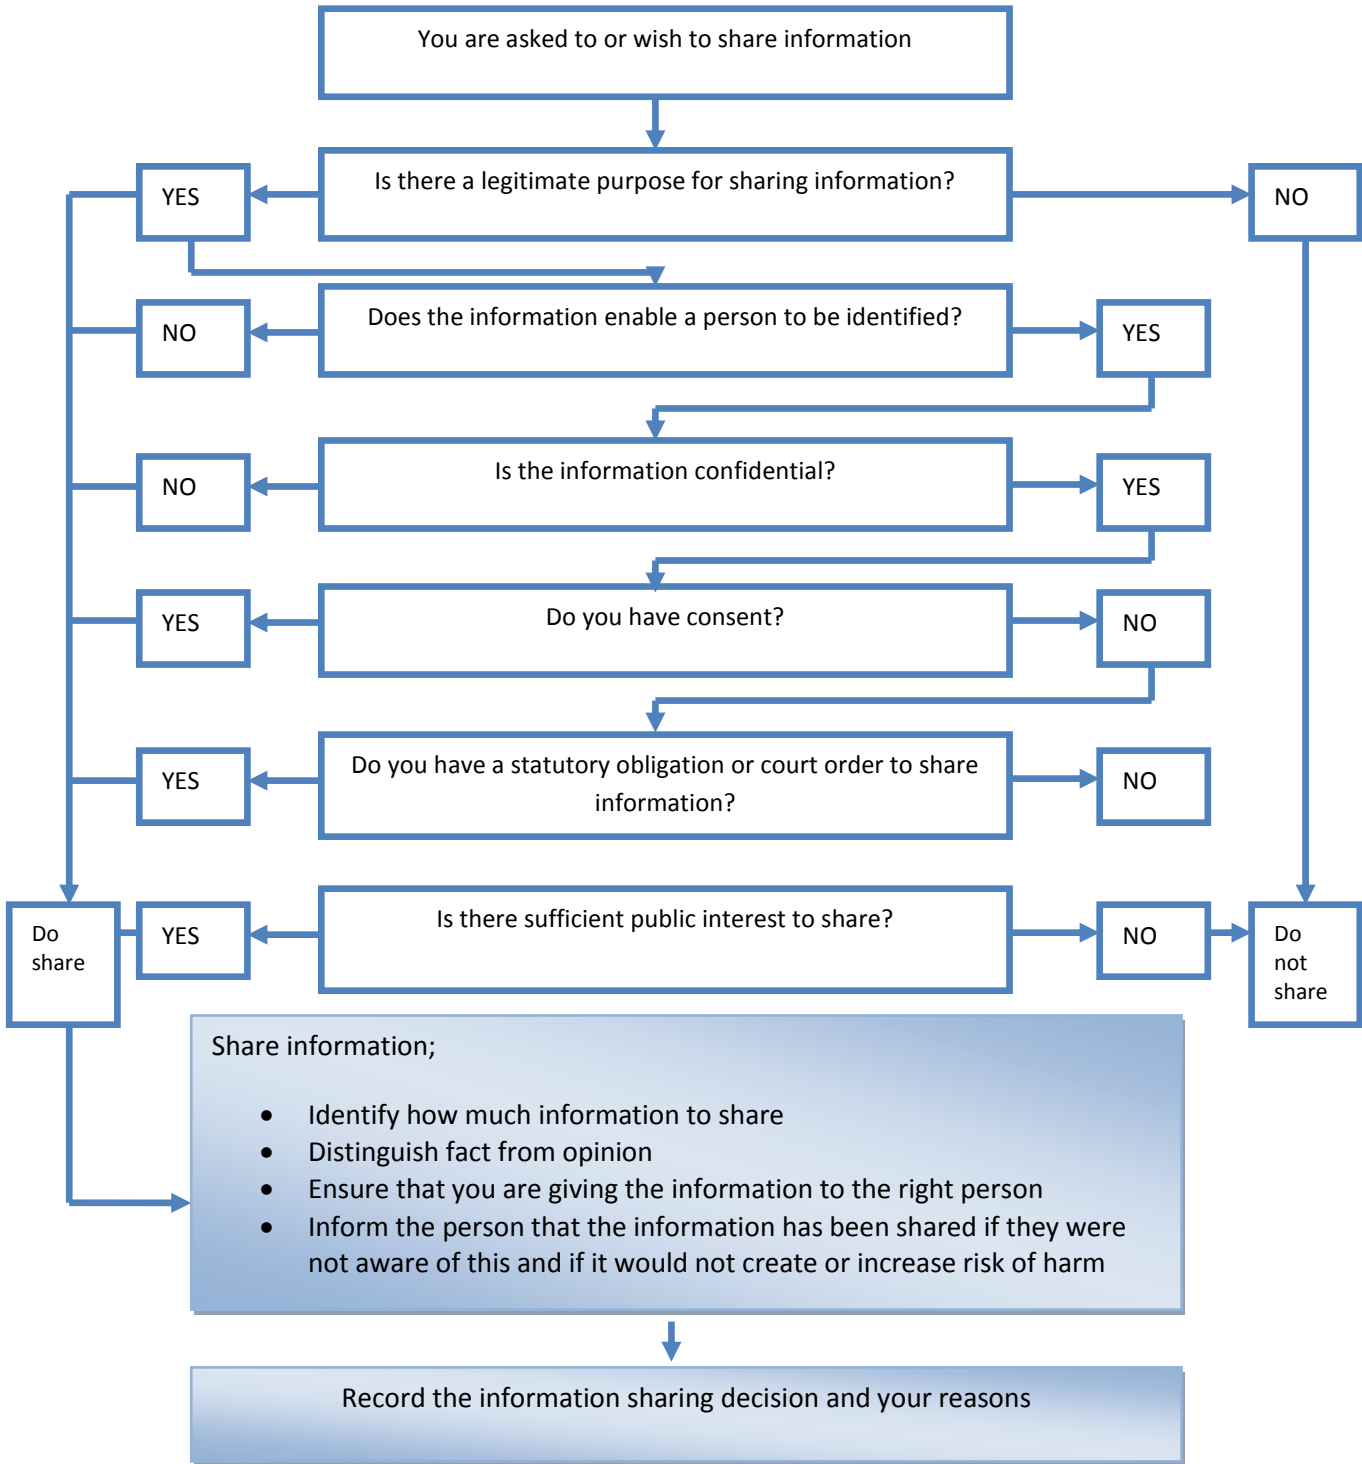 You are asked to or wish to share information
Is there a legitimate purpose for sharing information?
YES
NO
Does the information enable a person to be identified?
NO
YES
Is the information confidential?
NO
YES
Do you have consent?
YES
NO
Do you have a statutory obligation or court order to share
information?
YES
NO
Is there sufficient public interest to share?
Do
share
YES
NO
Do
not
share
Share information;
• Identify how much information to share
• Distinguish fact from opinion
• Ensure that you are giving the information to the right person
• Inform the person that the information has been shared if they were
not aware of this and if it would not create or increase risk of harm
Record the information sharing decision and your reasons